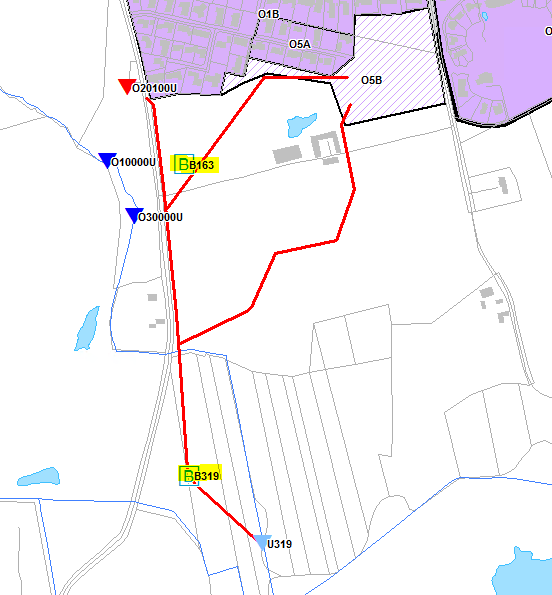 O1B
O5A
O
O5B
O20100U
B B163
O10000U
O30000U
B B319
U319